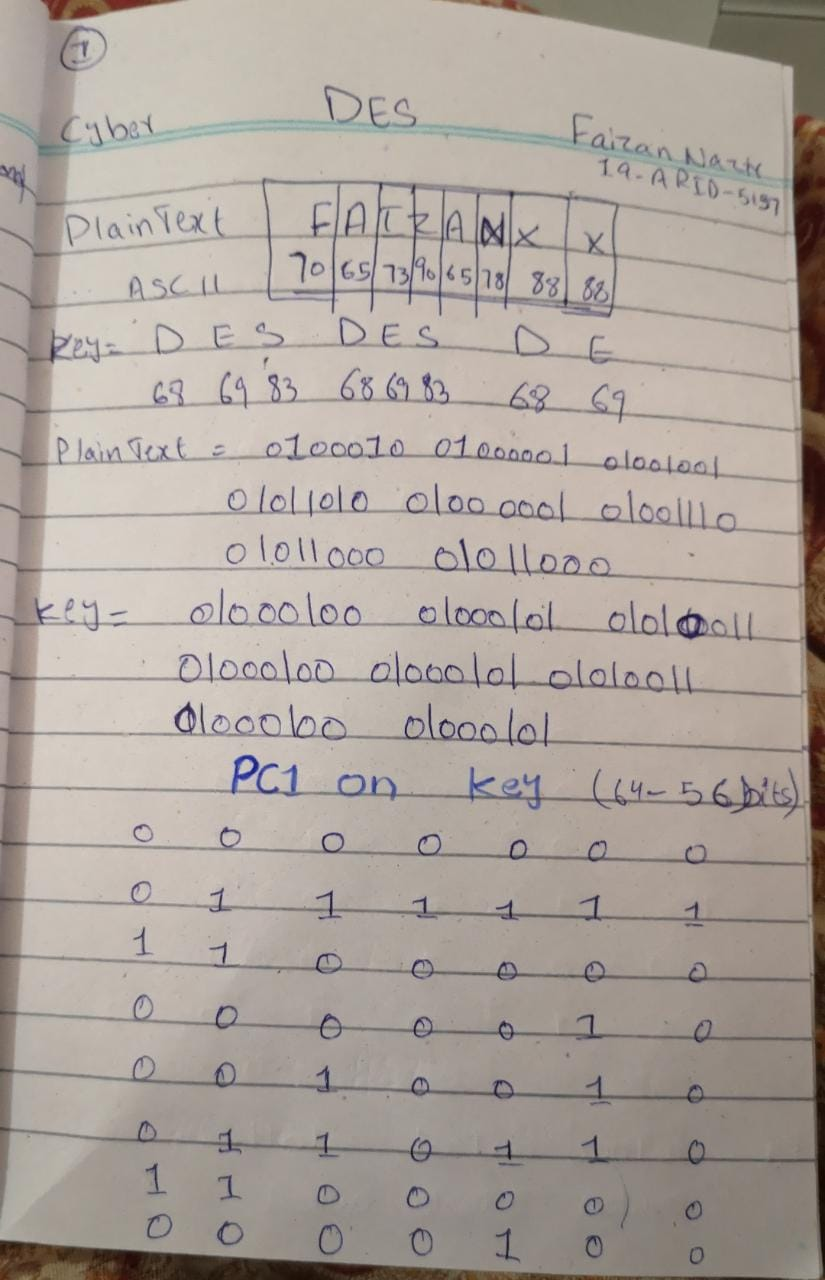 1
DES
Cyber
Faizan Nazir
19-ARID-5197
PlainText F A I Z A N X X
ASCII 70 65 73 90 65 78 88 88
Key= D E S D E S D E
68 69 83 68 69 83 68 69
PlainText = 0100010 01000001 01001001
01011010 01000001 01001110
01011000 01011000
Key= 01000100 01000101 01010011
01000100 01000101 01010011
01000100 01000101
PC1 on key (64-56 bits)
0 0 0 0 0 0 0
0 1 1 1 1 1 1
1 1 0 0 0 0 0
0 0 0 0 0 1 0
0 0 1 0 0 1 0
0 1 1 0 1 1 0
1 1 0 0 0 0 0
0 0 0 0 1 0 0